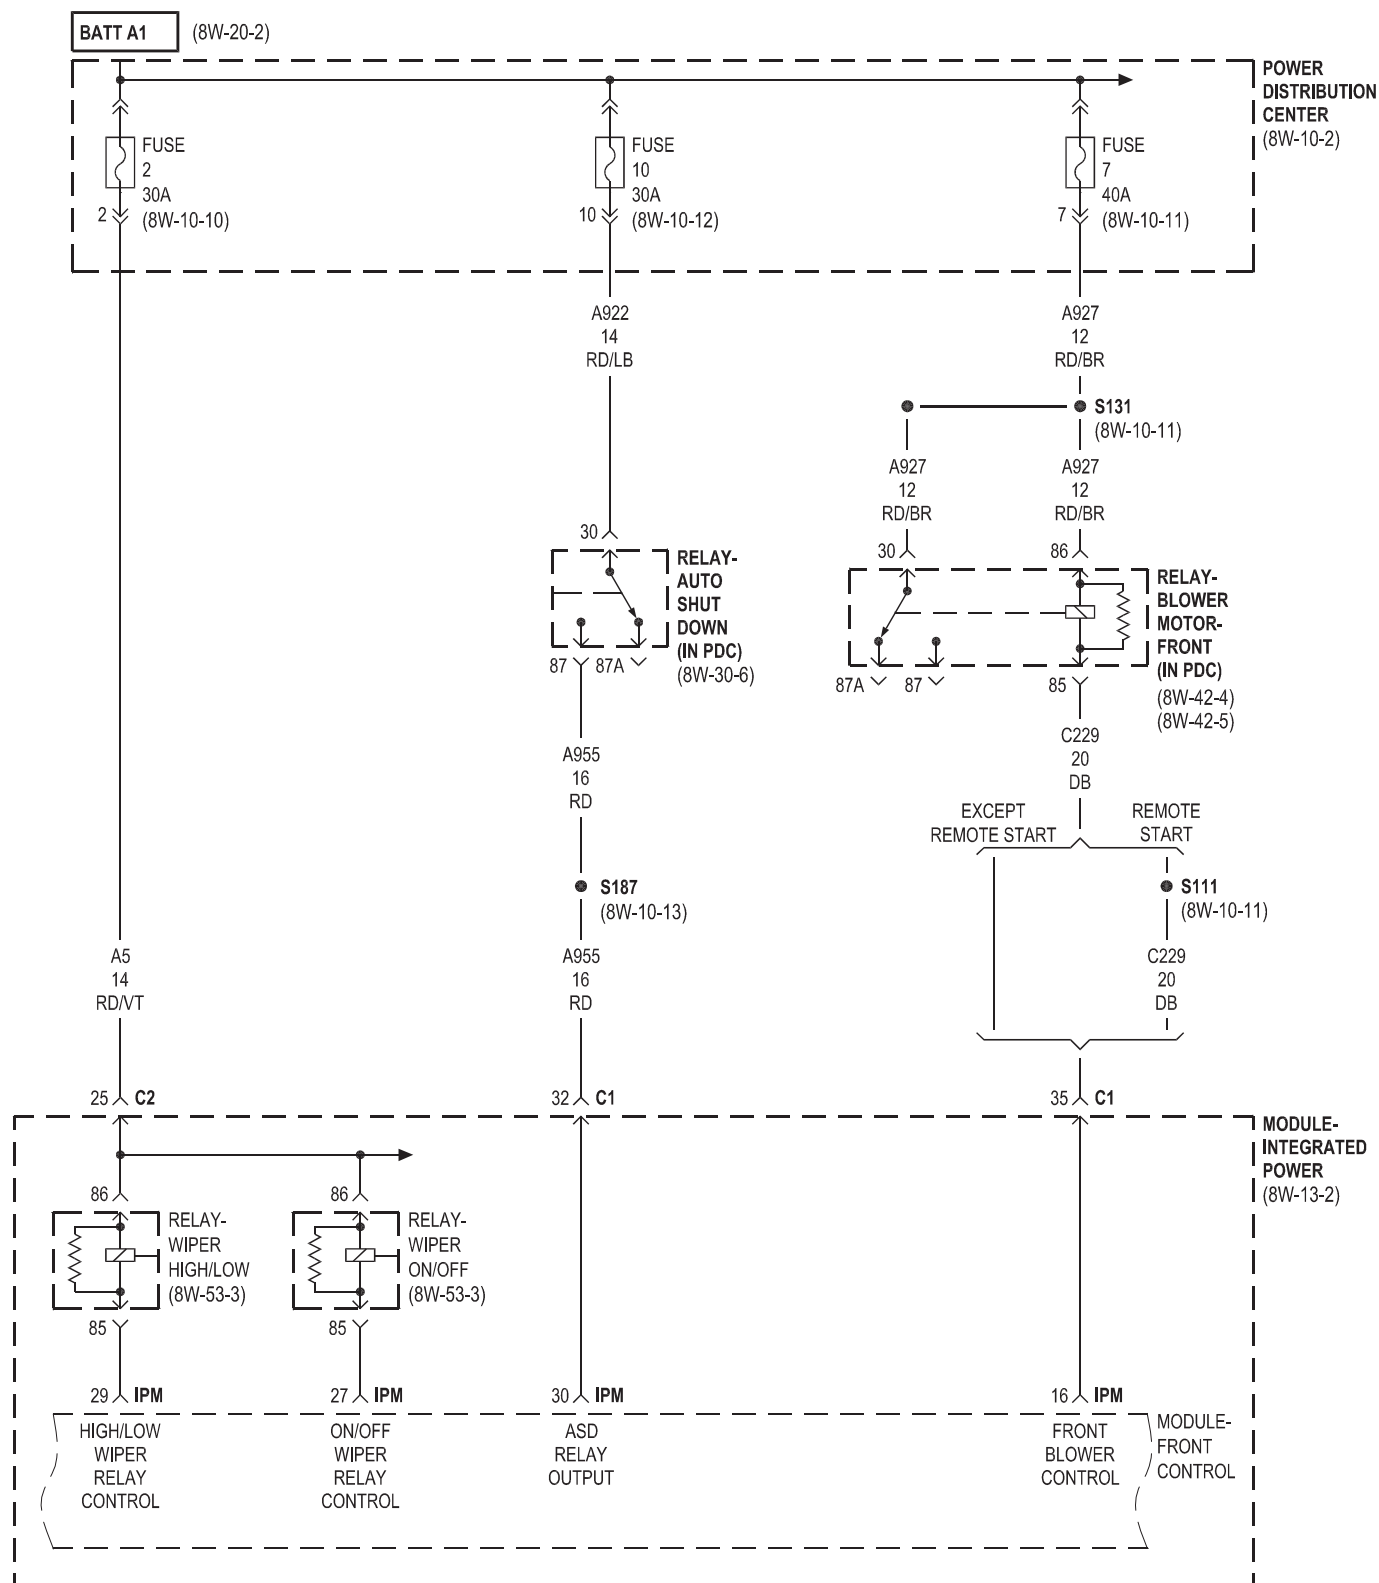 BATT A1 (8W-20-2)
POWER
DISTRIBUTION
CENTER
(8W-10-2)
FUSE
2
30A
(8W-10-10)
2
FUSE
10
30A
(8W-10-12)
10
FUSE
7
40A
(8W-10-11)
7
A922
14
RD/LB
A927
12
RD/BR
S131
(8W-10-11)
A927
12
RD/BR
A927
12
RD/BR
30
RELAY-
AUTO
SHUT
DOWN
(IN PDC)
(8W-30-6)
87 87A
30 86
RELAY-
BLOWER
MOTOR-
FRONT
(IN PDC)
(8W-42-4)
(8W-42-5)
87A 87 85
A955
16
RD
C229
20
DB
EXCEPT
REMOTE START
REMOTE
START
S187
(8W-10-13)
S111
(8W-10-11)
A5
14
RD/VT
A955
16
RD
C229
20
DB
25 C2
32 C1
35 C1
MODULE-
INTEGRATED
POWER
(8W-13-2)
86
RELAY-
WIPER
HIGH/LOW
(8W-53-3)
85
86
RELAY-
WIPER
ON/OFF
(8W-53-3)
85
29 IPM
27 IPM
30 IPM
16 IPM
HIGH/LOW
WIPER
RELAY
CONTROL
ON/OFF
WIPER
RELAY
CONTROL
ASD
RELAY
OUTPUT
FRONT
BLOWER
CONTROL
MODULE-
FRONT
CONTROL